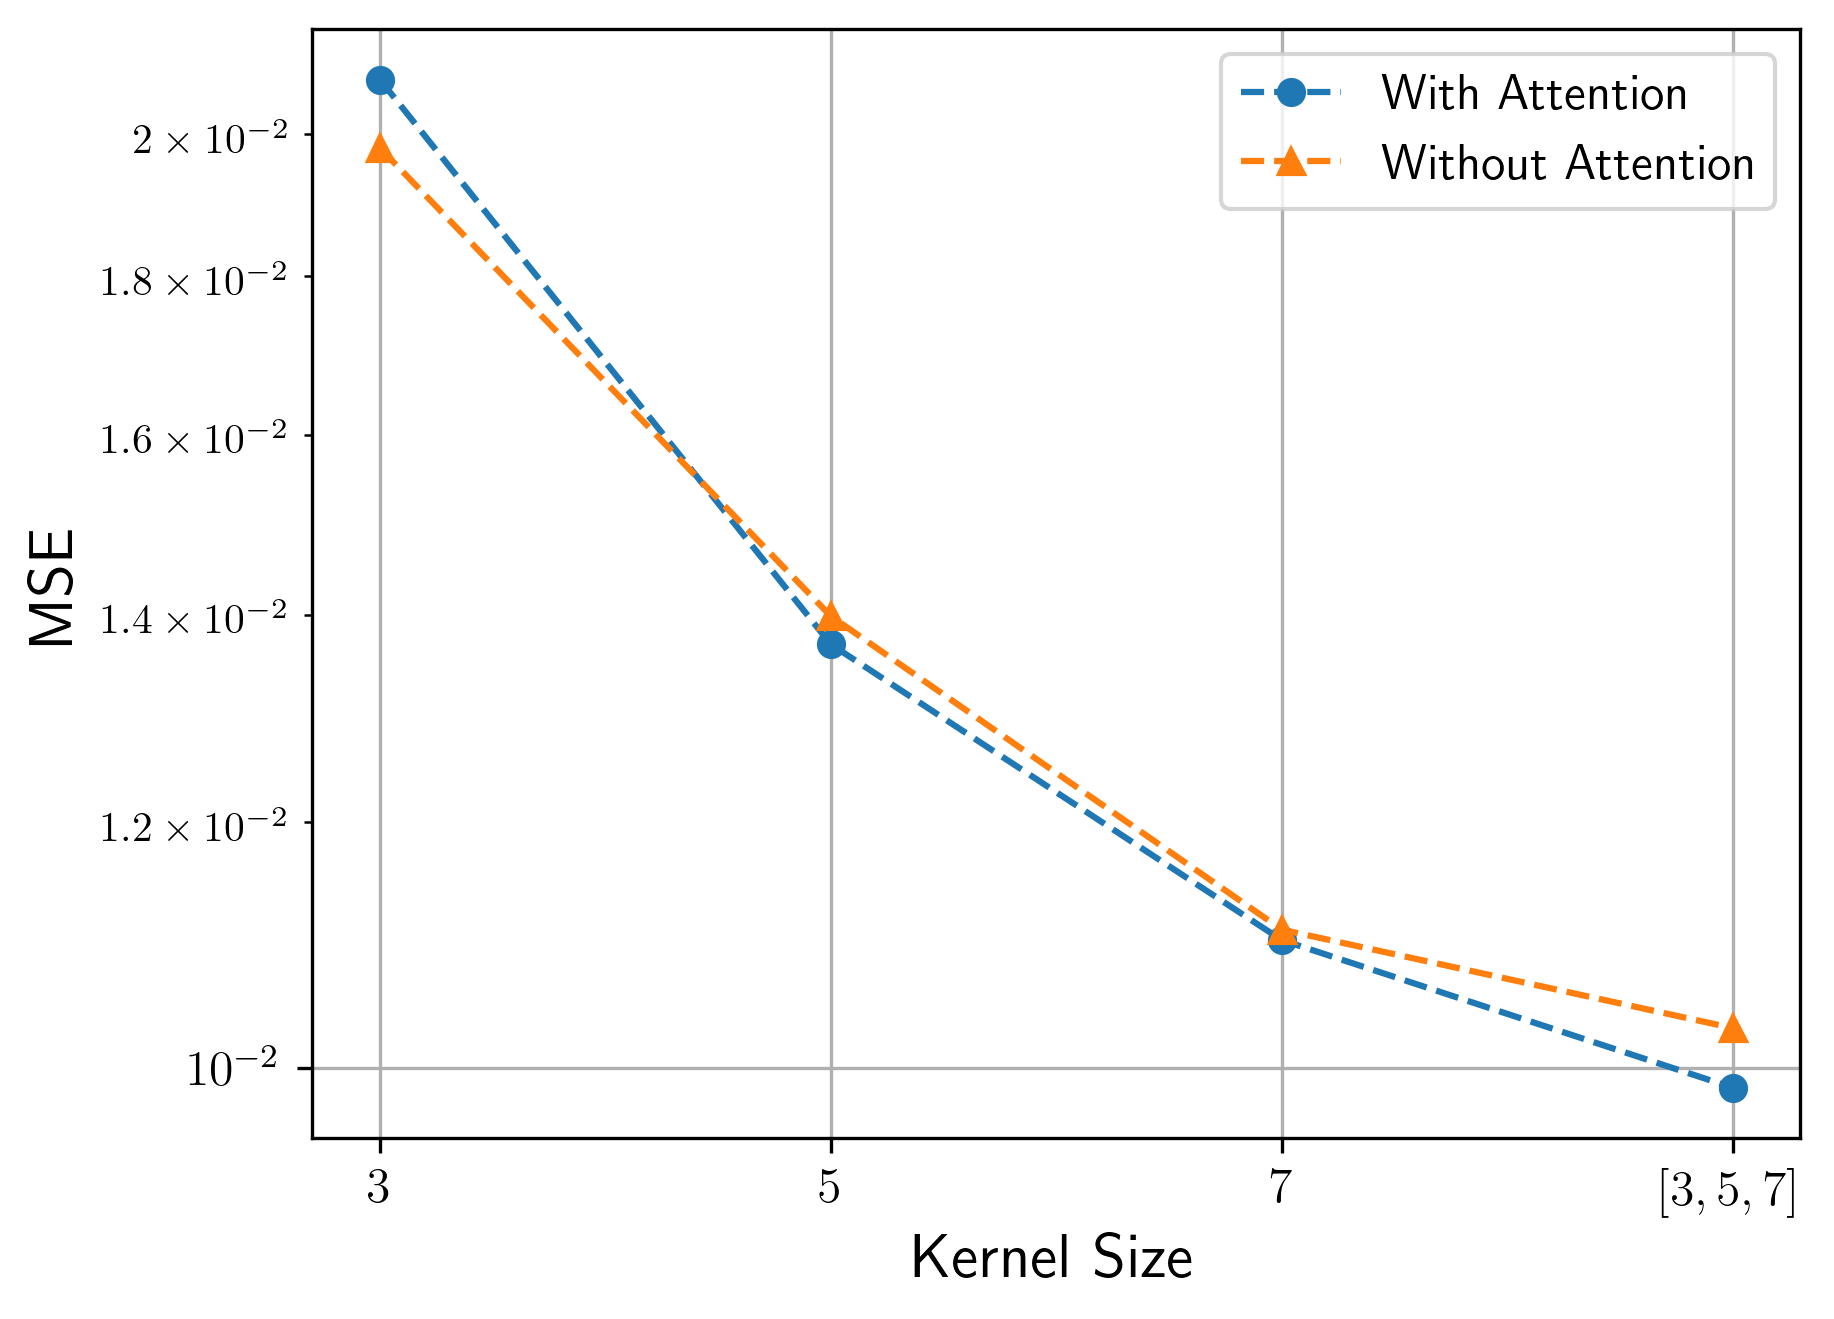 With Attention
Without Attention
2 × 10⁻²
1.8 × 10⁻²
1.6 × 10⁻²
1.4 × 10⁻²
1.2 × 10⁻²
10⁻²
MSE
3
5
7
[3, 5, 7]
Kernel Size